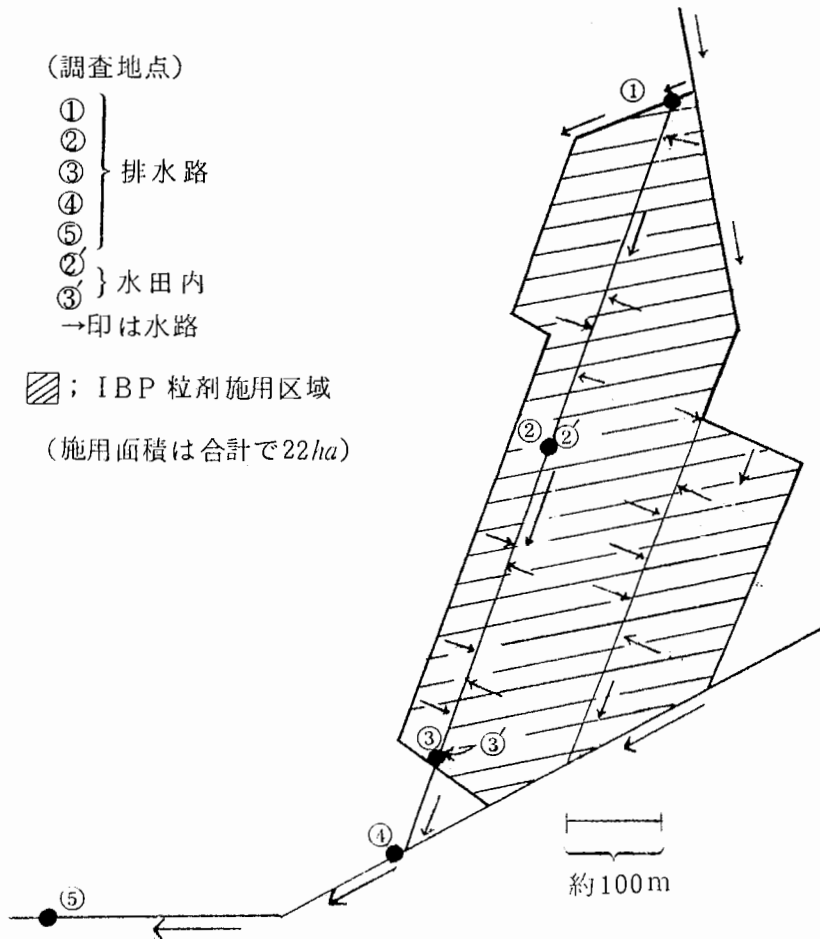 (調査地点)
①
②
③
④
⑤
排水路
②′
③′
水田内
→印は水路
; IBP粒剤施用区域
(施用面積は合計で22ha)
①
② ②′
③ ③′
④
⑤
約100m